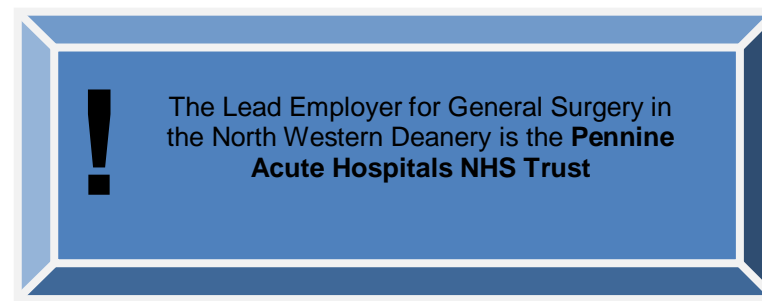 !
The Lead Employer for General Surgery in
the North Western Deanery is the Pennine
Acute Hospitals NHS Trust